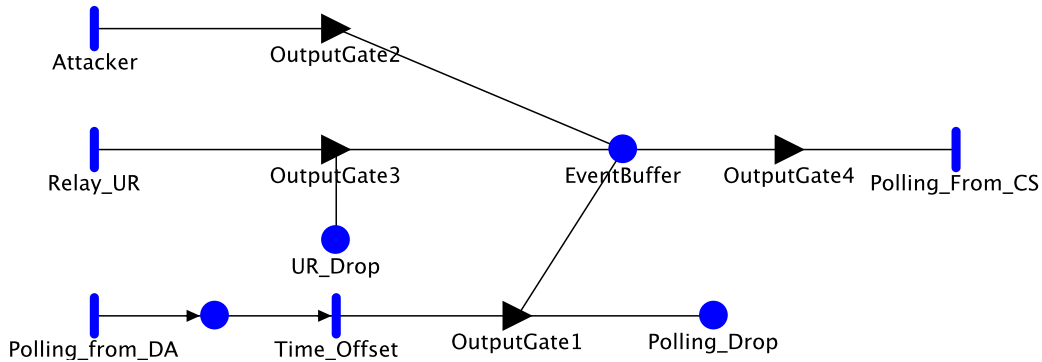 Attacker
OutputGate2
Relay_UR
OutputGate3
EventBuffer
OutputGate4
Polling_From_CS
UR_Drop
Polling_from_DA
Time_Offset
OutputGate1
Polling_Drop